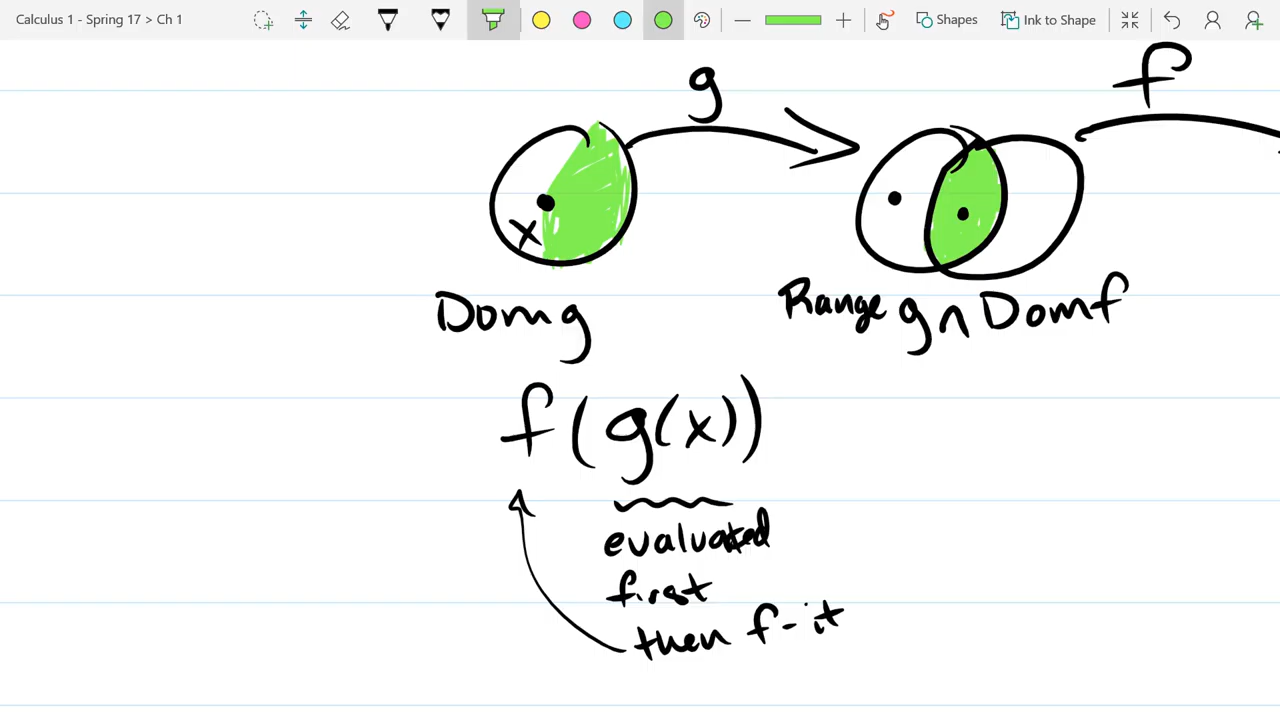 Calculus 1 - Spring 17 > Ch 1
Shapes
Ink to Shape
g
f
x
Dom g
Range g ∩ Dom f
f(g(x))
evaluated
first
then f-it